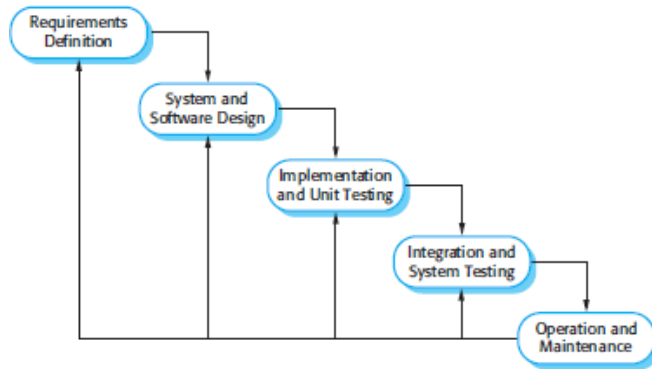 Requirements
Definition
System and
Software Design
Implementation
and Unit Testing
Integration and
System Testing
Operation and
Maintenance